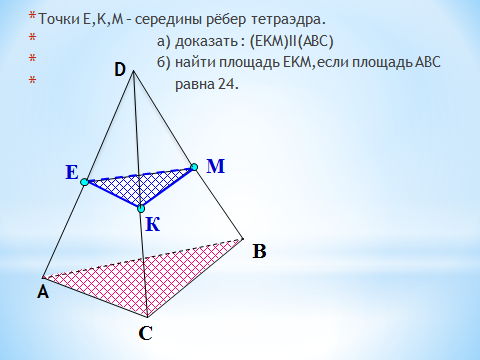 * Точки E,K,M – середины рёбер тетраэдра.
* а) доказать : (EKM)II(ABC)
* б) найти площадь EKM,если площадь ABC
* равна 24.
D
E
M
K
B
A
C